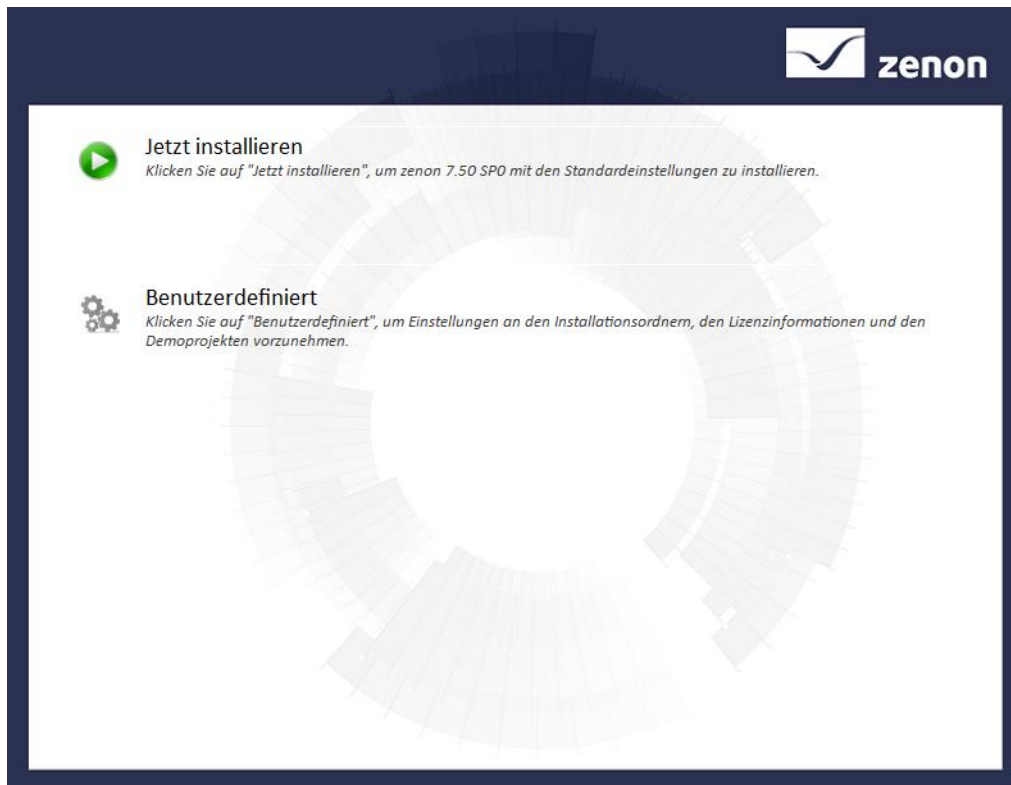 zenon
Jetzt installieren
Klicken Sie auf "Jetzt installieren", um zenon 7.50 SP0 mit den Standardeinstellungen zu installieren.
Benutzerdefiniert
Klicken Sie auf "Benutzerdefiniert", um Einstellungen an den Installationsordnern, den Lizenzinformationen und den
Demoprojekten vorzunehmen.